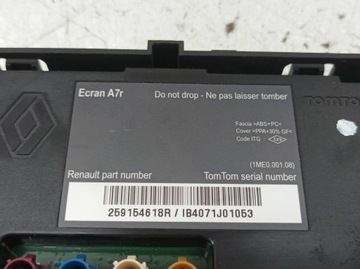 Ecran A7r
Do not drop - Ne pas laisser tomber
Fascia >ABS+PC<
Cover >PPA+30% GF<
Code ITG :
(1ME0.001.08)
Renault part number
TomTom serial number
259154618R / IB4071J01053
TOMTOM